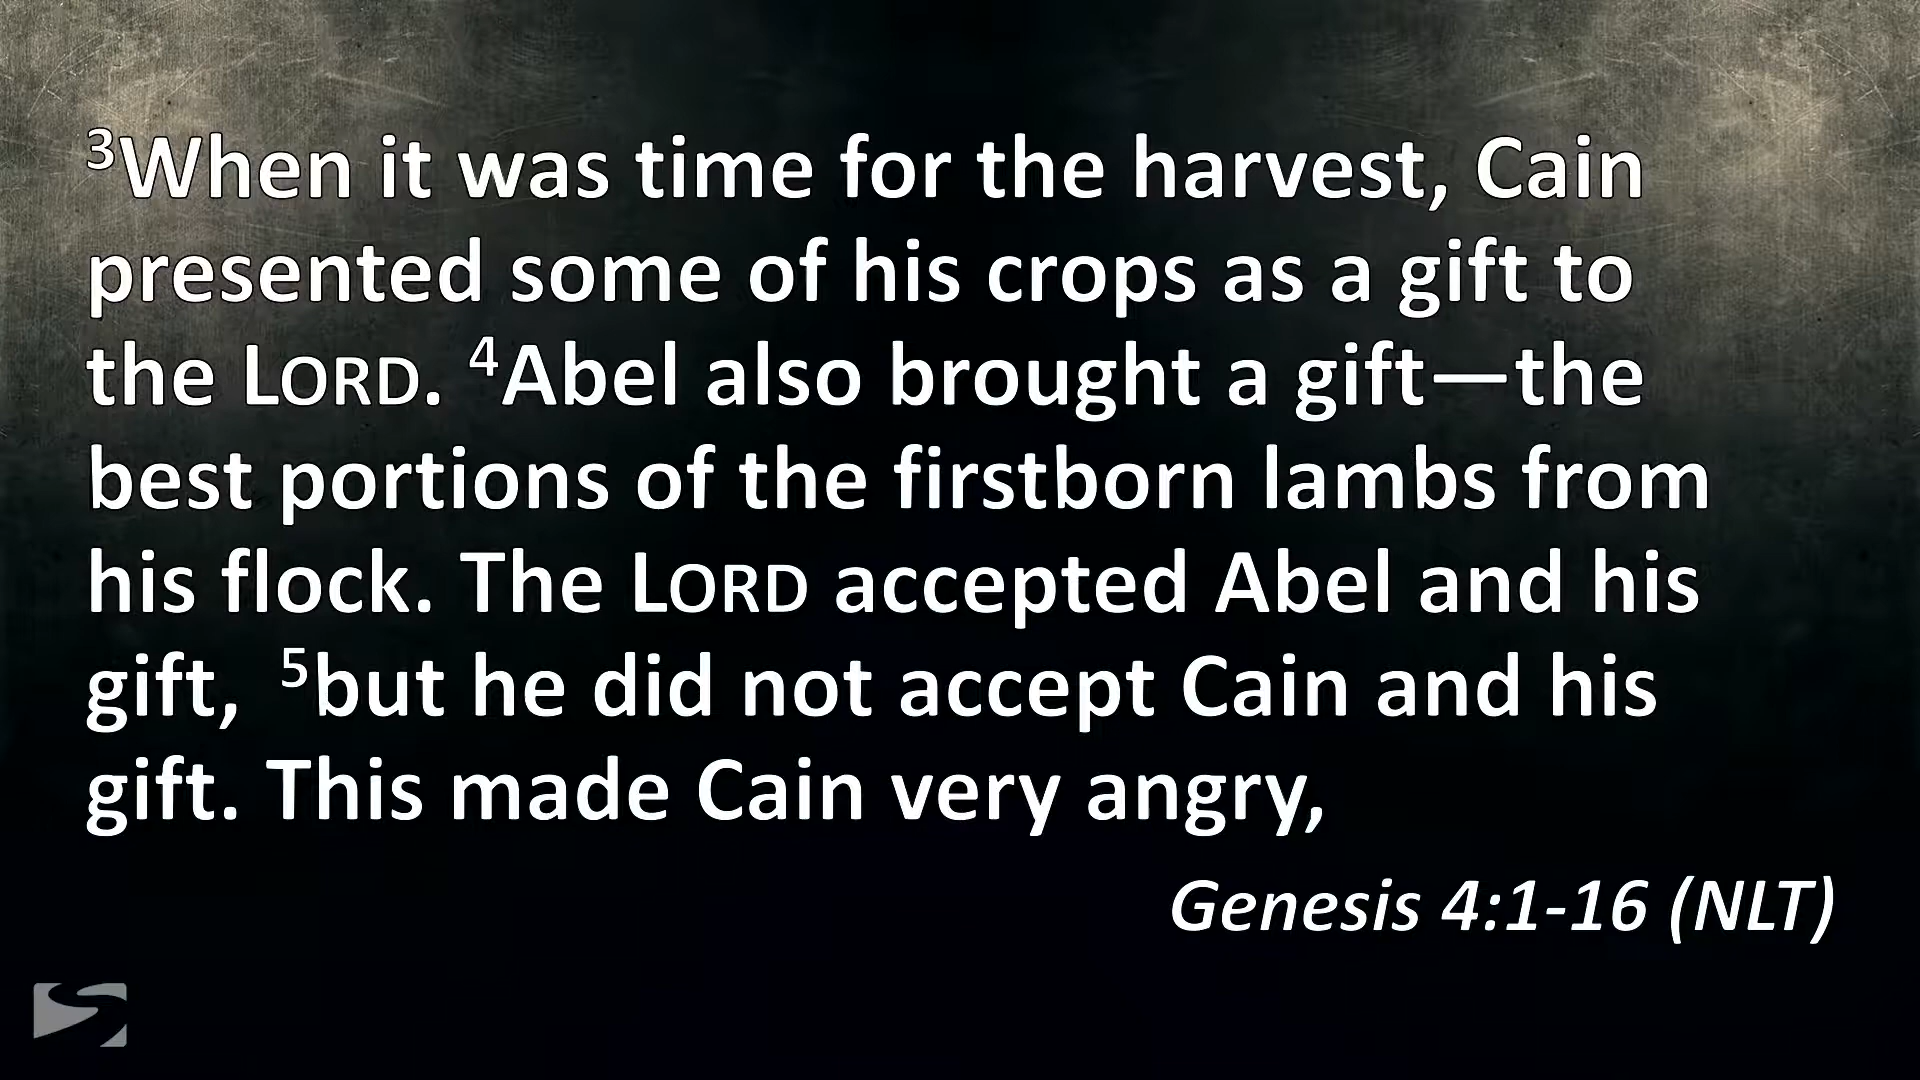 ³When it was time for the harvest, Cain
presented some of his crops as a gift to
the LORD. ⁴Abel also brought a gift—the
best portions of the firstborn lambs from
his flock. The LORD accepted Abel and his
gift, ⁵but he did not accept Cain and his
gift. This made Cain very angry,
Genesis 4:1-16 (NLT)